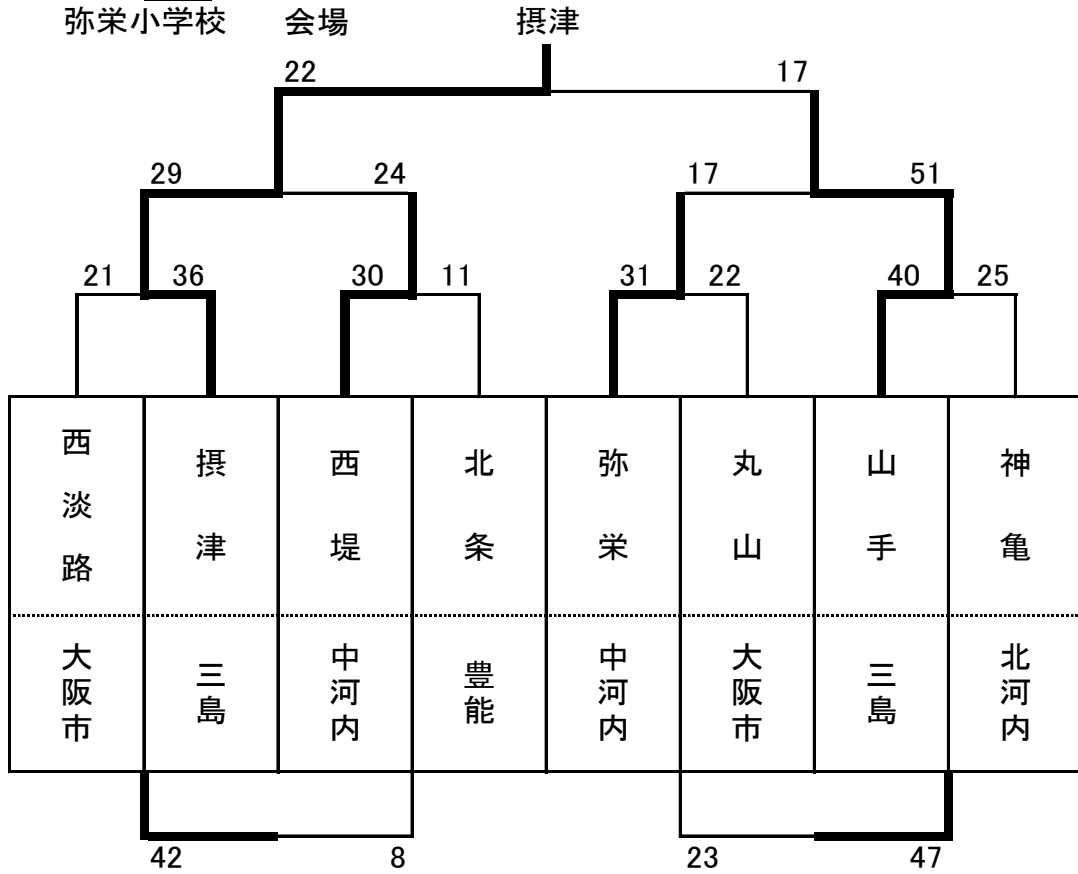 弥栄小学校 会場 摂津
22 17
29 24 17 51
21 36 30 11 31 22 40 25
西淡路 摂津 西堤 北条 弥栄 丸山 山手 神亀
大阪市 三島 中河内 豊能 中河内 大阪市 三島 北河内
42 8 23 47